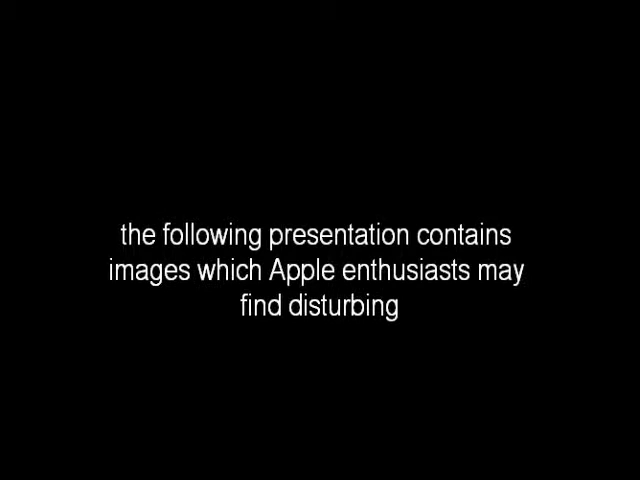 the following presentation contains
images which Apple enthusiasts may
find disturbing